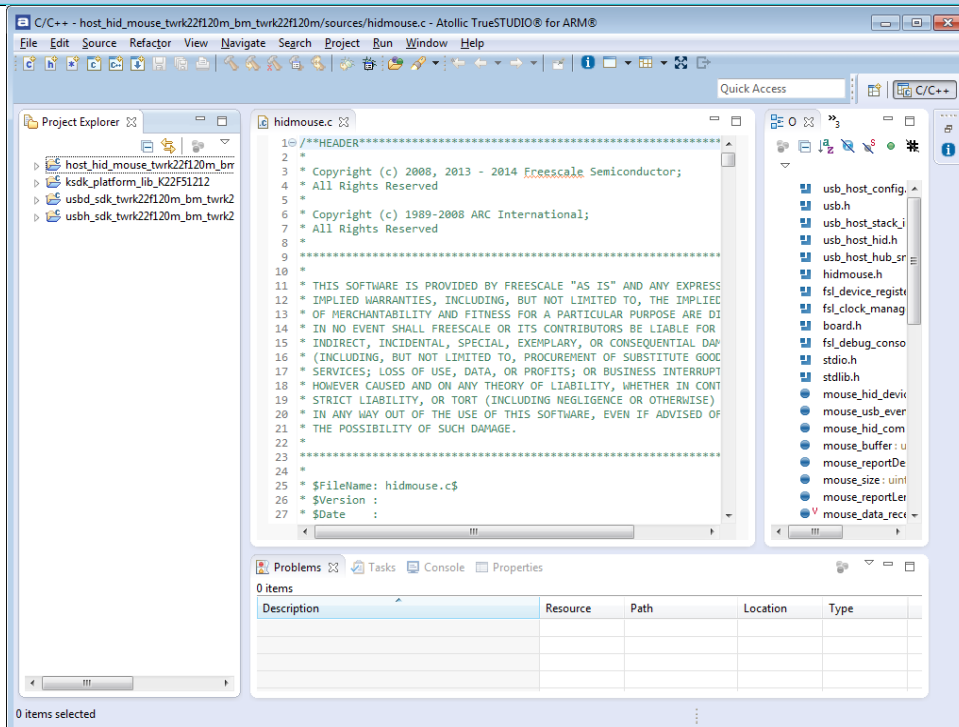 C/C++ - host_hid_mouse_twrk22f120m_bm_twrk22f120m/sources/hidmouse.c - Atollic TrueSTUDIO® for ARM®
File Edit Source Refactor View Navigate Search Project Run Window Help
Quick Access
C/C++
Project Explorer
host_hid_mouse_twrk22f120m_bm
ksdk_platform_lib_K22F51212
usbd_sdk_twrk22f120m_bm_twrk2
usbh_sdk_twrk22f120m_bm_twrk2
hidmouse.c
1 /**HEADER********************************************************
2 *
3 * Copyright (c) 2008, 2013 - 2014 Freescale Semiconductor;
4 * All Rights Reserved
5 *
6 * Copyright (c) 1989-2008 ARC International;
7 * All Rights Reserved
8 *
9 *****************************************************************
10 *
11 * THIS SOFTWARE IS PROVIDED BY FREESCALE "AS IS" AND ANY EXPRESS
12 * IMPLIED WARRANTIES, INCLUDING, BUT NOT LIMITED TO, THE IMPLIED
13 * OF MERCHANTABILITY AND FITNESS FOR A PARTICULAR PURPOSE ARE DI
14 * IN NO EVENT SHALL FREESCALE OR ITS CONTRIBUTORS BE LIABLE FOR
15 * INDIRECT, INCIDENTAL, SPECIAL, EXEMPLARY, OR CONSEQUENTIAL DAM
16 * (INCLUDING, BUT NOT LIMITED TO, PROCUREMENT OF SUBSTITUTE GOOD
17 * SERVICES; LOSS OF USE, DATA, OR PROFITS; OR BUSINESS INTERRUPT
18 * HOWEVER CAUSED AND ON ANY THEORY OF LIABILITY, WHETHER IN CONT
19 * STRICT LIABILITY, OR TORT (INCLUDING NEGLIGENCE OR OTHERWISE)
20 * IN ANY WAY OUT OF THE USE OF THIS SOFTWARE, EVEN IF ADVISED OF
21 * THE POSSIBILITY OF SUCH DAMAGE.
22 *
23 *****************************************************************
24 *
25 * $FileName: hidmouse.c$
26 * $Version :
27 * $Date    :
O
»3
usb_host_config.
usb.h
usb_host_stack_i
usb_host_hid.h
usb_host_hub_sr
hidmouse.h
fsl_device_registe
fsl_clock_manag
board.h
fsl_debug_conso
stdio.h
stdlib.h
mouse_hid_devic
mouse_usb_even
mouse_hid_com
mouse_buffer : u
mouse_reportDe
mouse_size : uint
mouse_reportLer
mouse_data_rece
Problems Tasks Console Properties
0 items
Description Resource Path Location Type
0 items selected